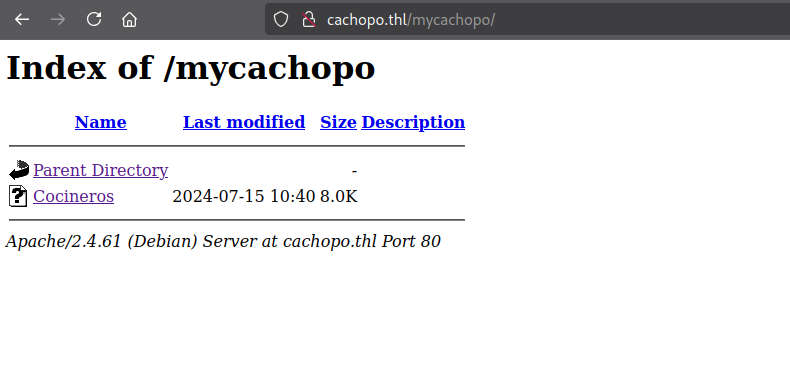 cachopo.thl/mycachopo/
Index of /mycachopo
Name Last modified Size Description
Parent Directory -
Cocineros 2024-07-15 10:40 8.0K
Apache/2.4.61 (Debian) Server at cachopo.thl Port 80